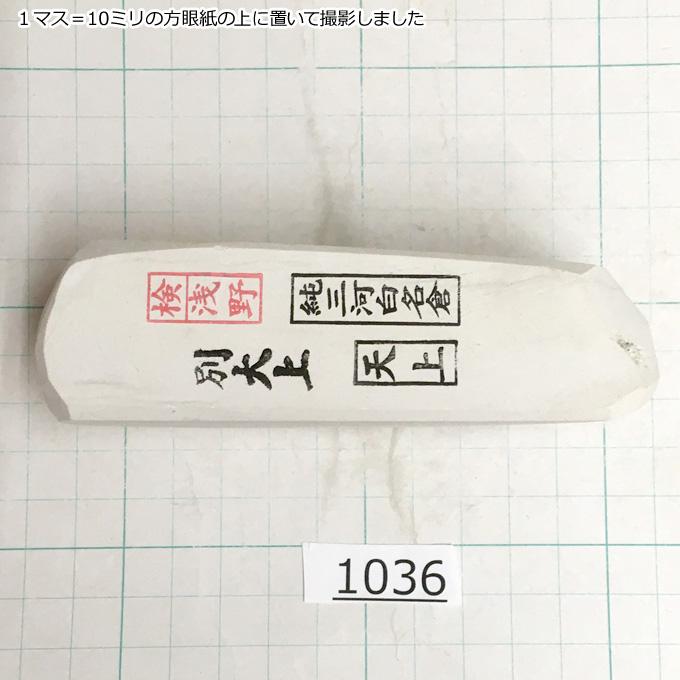 １マス＝10ミリの方眼紙の上に置いて撮影しました
検浅野
純三河白名倉
別大上
天上
1036